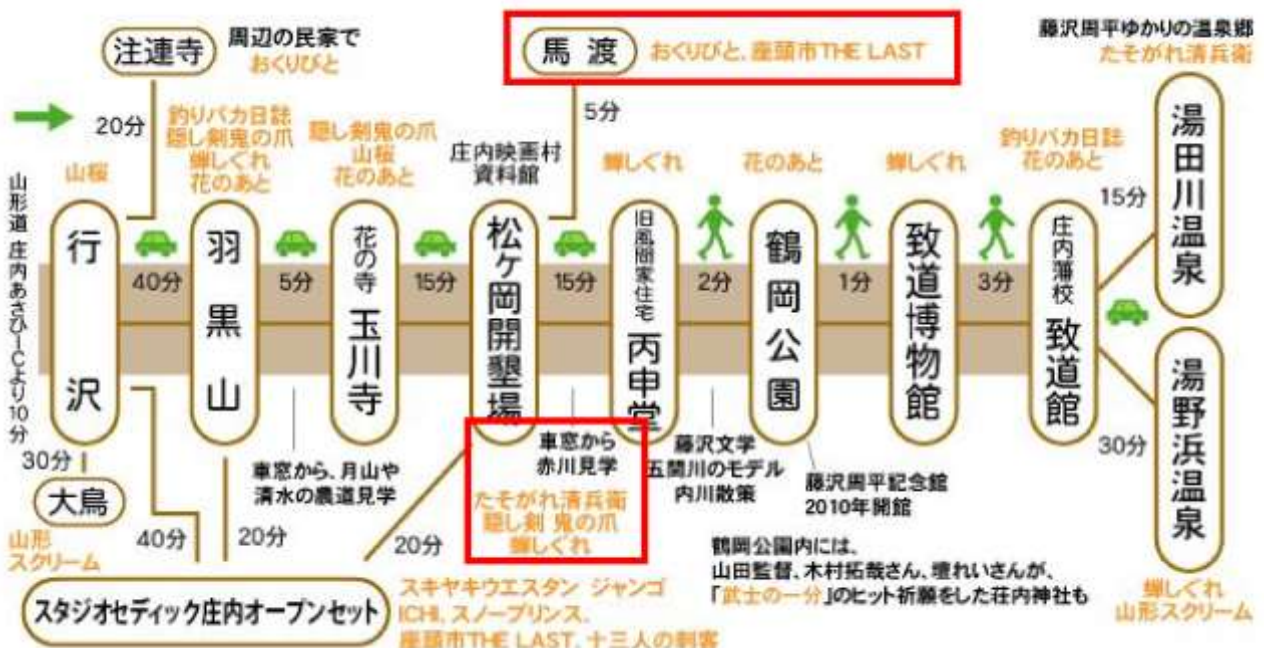 注連寺
周辺の民家で
おくりびと
馬渡
おくりびと、座頭市THE LAST
藤沢周平ゆかりの温泉郷
たそがれ清兵衛
20分
5分
釣りバカ日誌
隠し剣鬼の爪
蝉しぐれ
花のあと
隠し剣鬼の爪
山桜
花のあと
庄内映画村
資料館
山桜
蝉しぐれ
花のあと
蝉しぐれ
釣りバカ日誌
花のあと
15分
山形道 庄内あさひICより10分
行沢
40分
羽黒山
5分
花の寺 玉川寺
15分
松ヶ岡開墾場
15分
旧風間家住宅 丙申堂
2分
鶴岡公園
1分
致道博物館
3分
庄内藩校 致道館
湯田川温泉
30分
湯野浜温泉
蝉しぐれ
山形スクリーム
30分
大鳥
山形
スクリーム
車窓から、月山や
清水の農道見学
車窓から
赤川見学
たそがれ清兵衛
隠し剣 鬼の爪
蝉しぐれ
藤沢文学
五間川のモデル
内川散策
藤沢周平記念館
2010年開館
40分
20分
20分
鶴岡公園内には、
山田監督、木村拓哉さん、壇れいさんが、
「武士の一分」のヒット祈願をした荘内神社も
スタジオセディック庄内オープンセット
スキヤキウエスタン ジャンゴ
ICHI、スノープリンス、
座頭市THE LAST、十三人の刺客